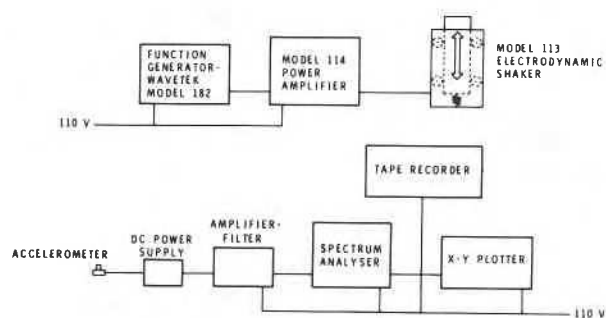 FUNCTION
GENERATOR-
WAVETEK
MODEL 182
MODEL 114
POWER
AMPLIFIER
MODEL 113
ELECTRODYNAMIC
SHAKER
110 V
TAPE RECORDER
ACCELEROMETER
DC POWER
SUPPLY
AMPLIFIER-
FILTER
SPECTRUM
ANALYSER
X-Y PLOTTER
110 V